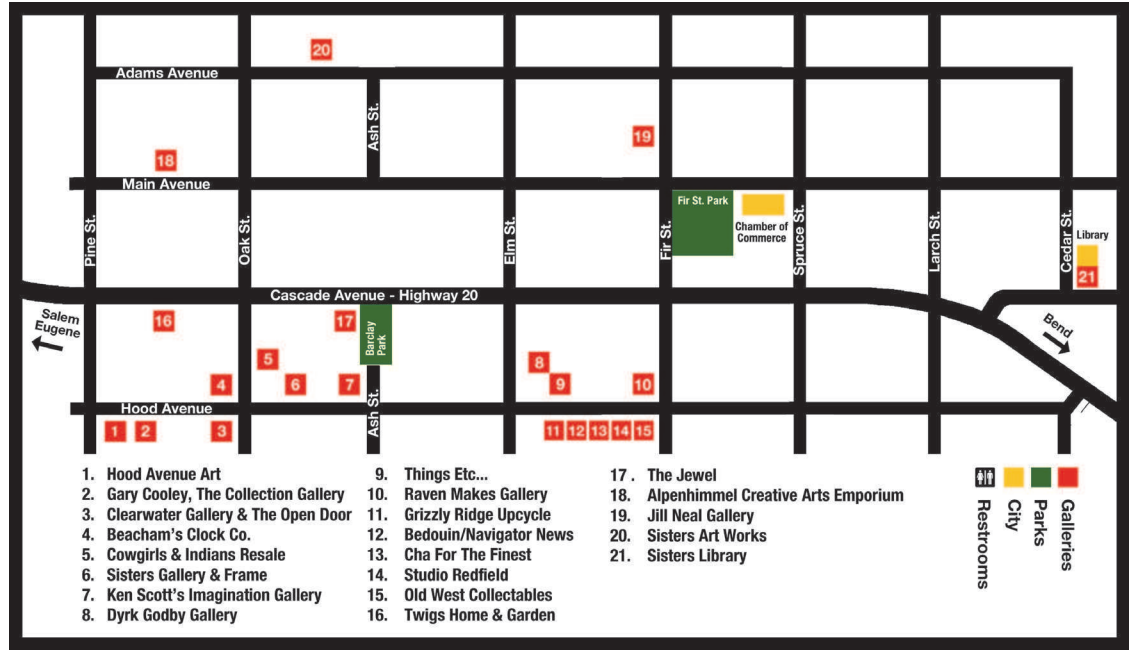 20
Adams Avenue
Ash St.
19
18
Main Avenue
Pine St.
Oak St.
Elm St.
Fir St.
Fir St. Park
Chamber of
Commerce
Spruce St.
Larch St.
Cedar St.
Library
21
Cascade Avenue - Highway 20
Salem
Eugene
16
17
Barclay
Park
Bend
5
8
4
6
7
9
10
Hood Avenue
Ash St.
1
2
3
11
12
13
14
15
1. Hood Avenue Art
2. Gary Cooley, The Collection Gallery
3. Clearwater Gallery & The Open Door
4. Beacham's Clock Co.
5. Cowgirls & Indians Resale
6. Sisters Gallery & Frame
7. Ken Scott's Imagination Gallery
8. Dyrk Godby Gallery
9. Things Etc...
10. Raven Makes Gallery
11. Grizzly Ridge Upcycle
12. Bedouin/Navigator News
13. Cha For The Finest
14. Studio Redfield
15. Old West Collectables
16. Twigs Home & Garden
17 . The Jewel
18. Alpenhimmel Creative Arts Emporium
19. Jill Neal Gallery
20. Sisters Art Works
21. Sisters Library
Restrooms
City
Parks
Galleries